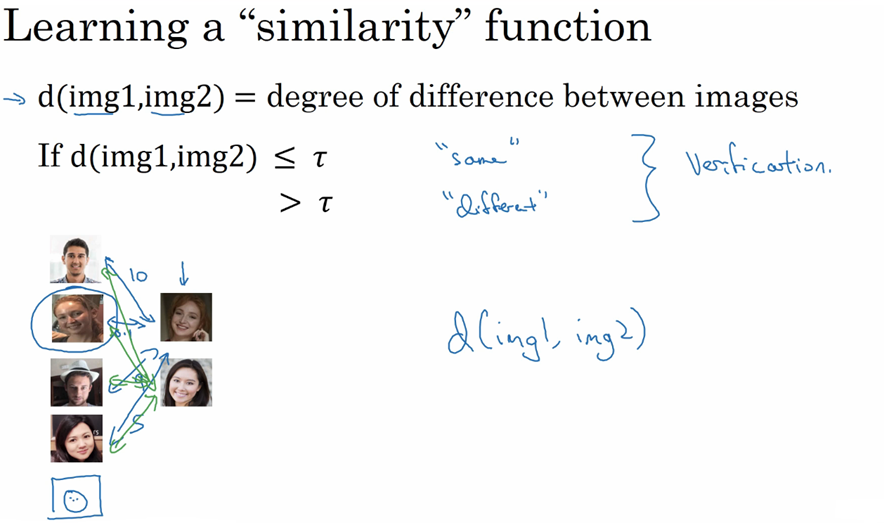 Learning a “similarity” function
→ d(img1,img2) = degree of difference between images
If d(img1,img2) ≤ τ "same"
> τ "different"
Verification.
10
d(img1, img2)
5